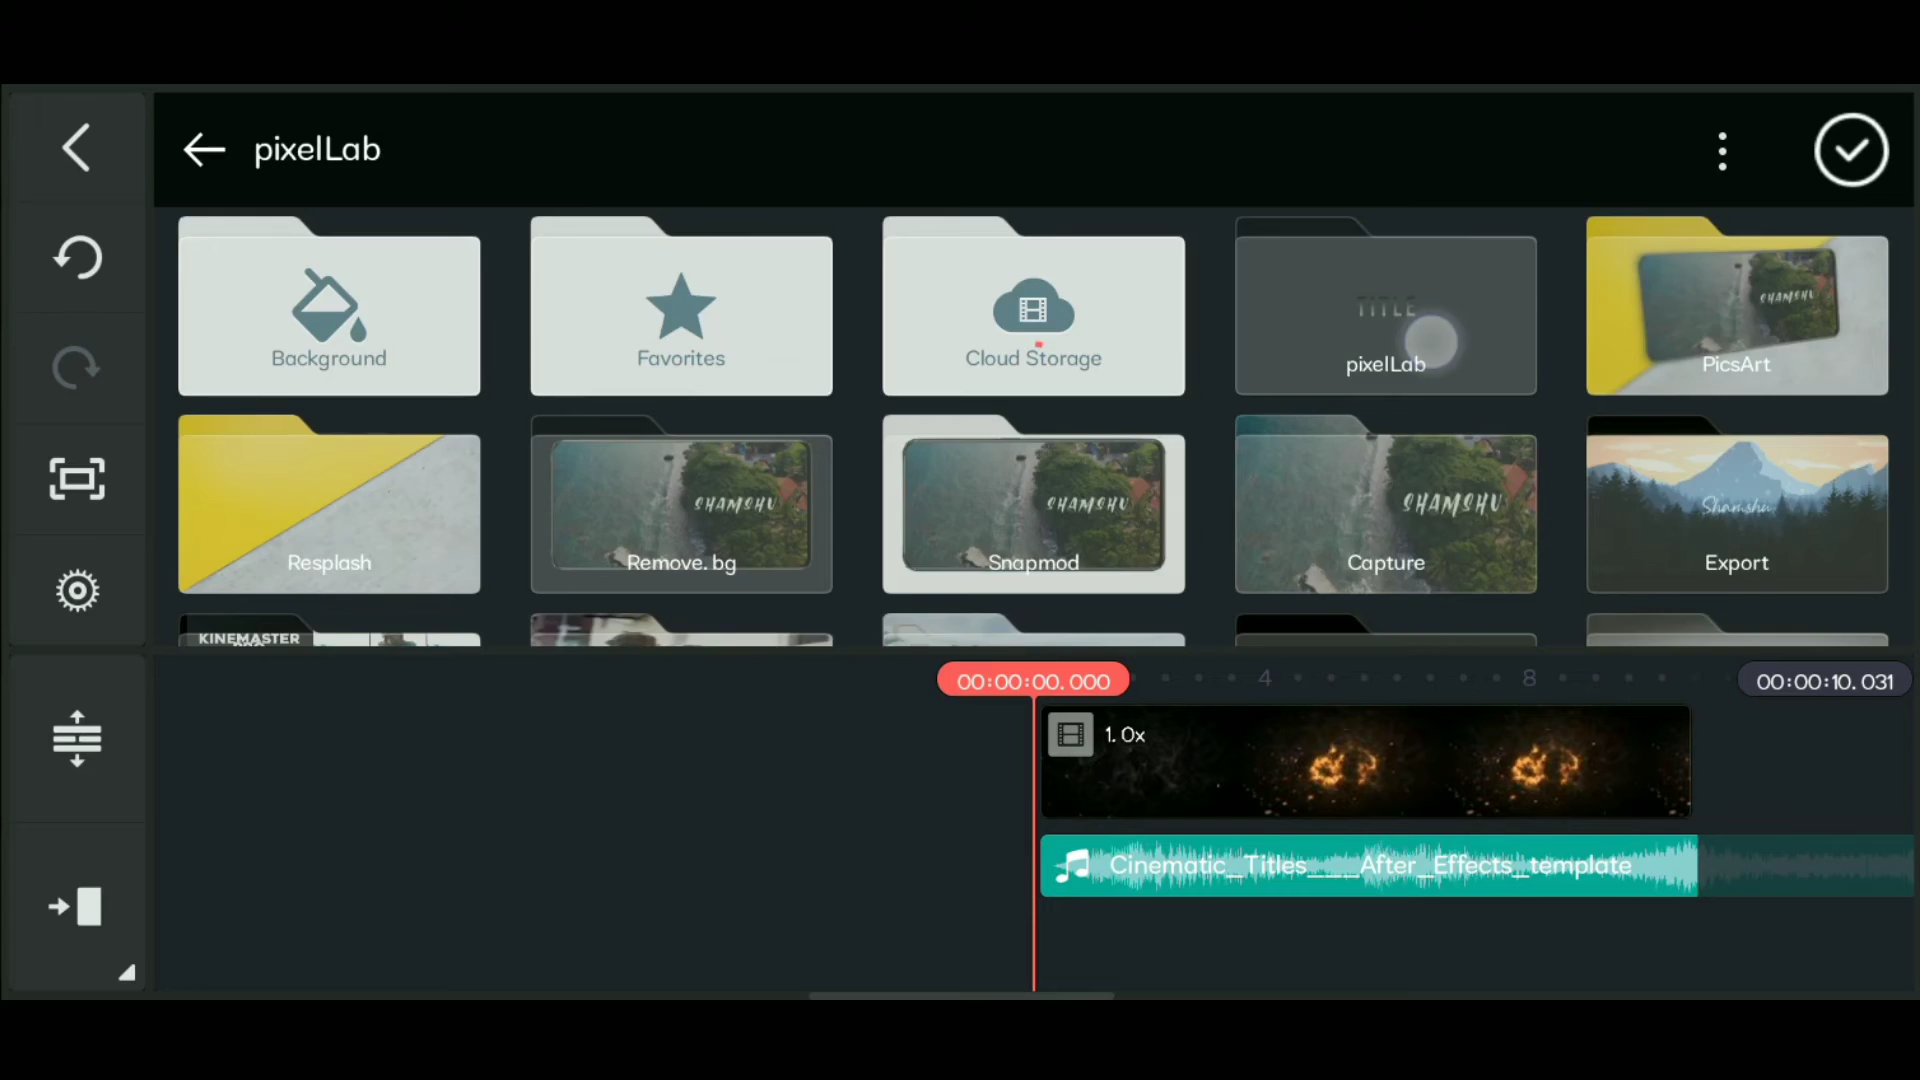 pixelLab
Background
Favorites
Cloud Storage
TITLE
pixelLab
SHAMSHU
PicsArt
Resplash
SHAMSHU
Remove.bg
SHAMSHU
Snapmod
SHAMSHU
Capture
Shamshu
Export
KINEMASTER
00:00:00.000
4
8
00:00:10.031
1.0x
Cinematic_Titles___After_Effects_template